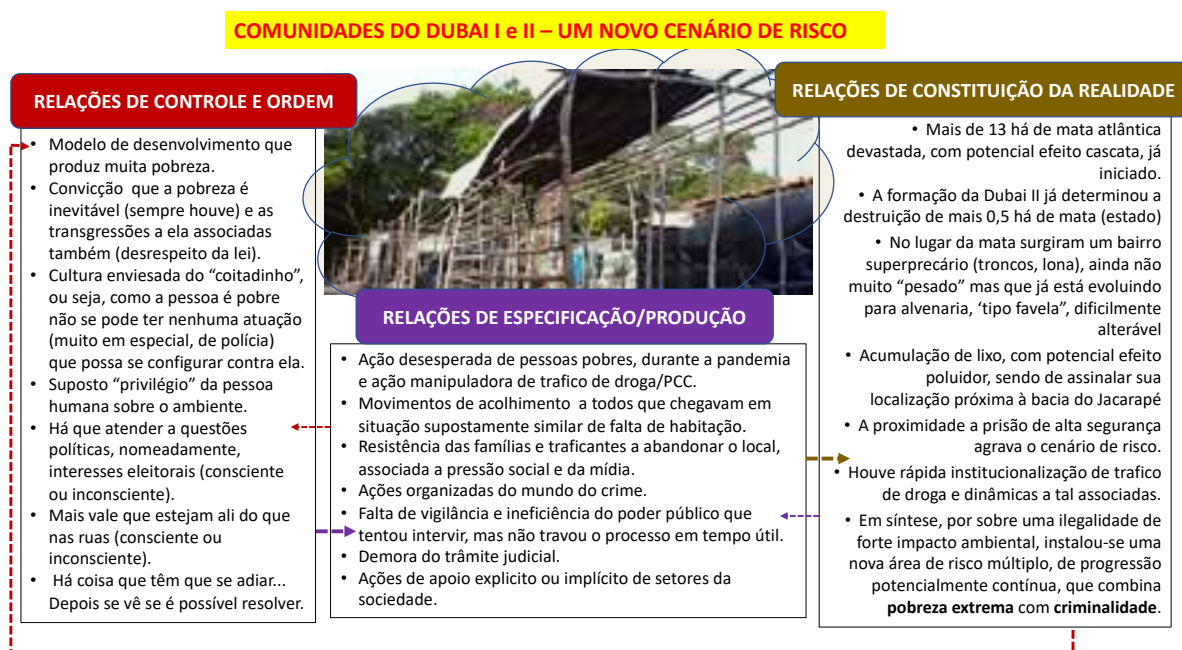 COMUNIDADES DO DUBAI I e II – UM NOVO CENÁRIO DE RISCO
RELAÇÕES DE CONTROLE E ORDEM
• Modelo de desenvolvimento que
produz muita pobreza.
• Convicção que a pobreza é
inevitável (sempre houve) e as
transgressões a ela associadas
também (desrespeito da lei).
• Cultura enviesada do “coitadinho”,
ou seja, como a pessoa é pobre
não se pode ter nenhuma atuação
(muito em especial, de polícia)
que possa se configurar contra ela.
• Suposto “privilégio” da pessoa
humana sobre o ambiente.
• Há que atender a questões
políticas, nomeadamente,
interesses eleitorais (consciente
ou inconsciente).
• Mais vale que estejam ali do que
nas ruas (consciente ou
inconsciente).
• Há coisa que têm que se adiar...
Depois se vê se é possível resolver.
RELAÇÕES DE ESPECIFICAÇÃO/PRODUÇÃO
• Ação desesperada de pessoas pobres, durante a pandemia
e ação manipuladora de trafico de droga/PCC.
• Movimentos de acolhimento a todos que chegavam em
situação supostamente similar de falta de habitação.
• Resistência das famílias e traficantes a abandonar o local,
associada a pressão social e da mídia.
• Ações organizadas do mundo do crime.
• Falta de vigilância e ineficiência do poder público que
tentou intervir, mas não travou o processo em tempo útil.
• Demora do trâmite judicial.
• Ações de apoio explicito ou implícito de setores da
sociedade.
RELAÇÕES DE CONSTITUIÇÃO DA REALIDADE
• Mais de 13 há de mata atlântica
devastada, com potencial efeito cascata, já
iniciado.
• A formação da Dubai II já determinou a
destruição de mais 0,5 há de mata (estado)
• No lugar da mata surgiram um bairro
superprecário (troncos, lona), ainda não
muito “pesado” mas que já está evoluindo
para alvenaria, ‘tipo favela”, dificilmente
alterável
• Acumulação de lixo, com potencial efeito
poluidor, sendo de assinalar sua
localização próxima à bacia do Jacarapé
• A proximidade a prisão de alta segurança
agrava o cenário de risco.
• Houve rápida institucionalização de trafico
de droga e dinâmicas a tal associadas.
• Em síntese, por sobre uma ilegalidade de
forte impacto ambiental, instalou-se uma
nova área de risco múltiplo, de progressão
potencialmente contínua, que combina
pobreza extrema com criminalidade.